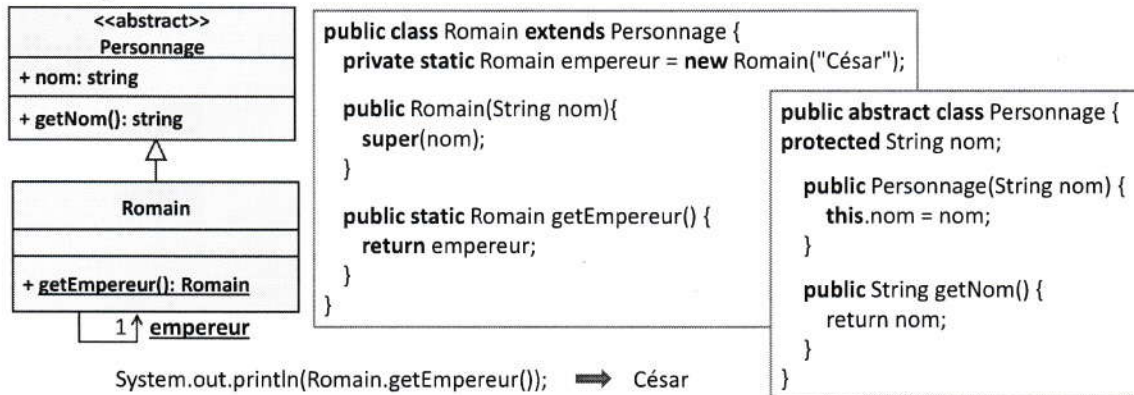 <<abstract>>
Personnage
+ nom: string
+ getNom(): string
Romain
+ getEmpereur(): Romain
1 empereur
public class Romain extends Personnage {
private static Romain empereur = new Romain("César");
public Romain(String nom){
super(nom);
}
public static Romain getEmpereur() {
return empereur;
}
}
public abstract class Personnage {
protected String nom;
public Personnage(String nom) {
this.nom = nom;
}
public String getNom() {
return nom;
}
}
System.out.println(Romain.getEmpereur()); ➡ César